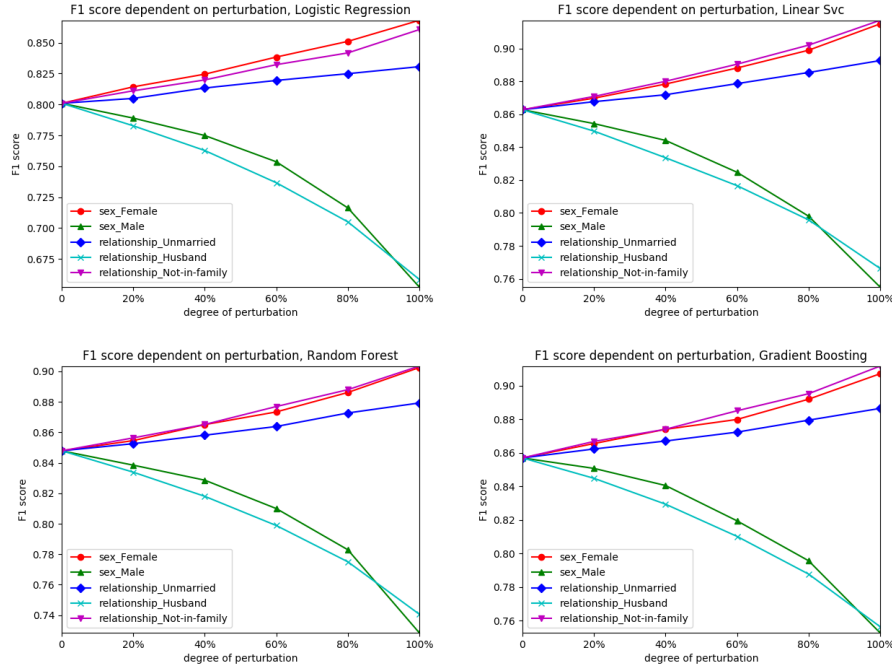 F1 score dependent on perturbation, Logistic Regression
F1 score
0.850
0.825
0.800
0.775
0.750
0.725
0.700
0.675
sex_Female
sex_Male
relationship_Unmarried
relationship_Husband
relationship_Not-in-family
0 20% 40% 60% 80% 100%
degree of perturbation
F1 score dependent on perturbation, Linear Svc
F1 score
0.90
0.88
0.86
0.84
0.82
0.80
0.78
0.76
sex_Female
sex_Male
relationship_Unmarried
relationship_Husband
relationship_Not-in-family
0 20% 40% 60% 80% 100%
degree of perturbation
F1 score dependent on perturbation, Random Forest
F1 score
0.90
0.88
0.86
0.84
0.82
0.80
0.78
0.76
0.74
sex_Female
sex_Male
relationship_Unmarried
relationship_Husband
relationship_Not-in-family
0 20% 40% 60% 80% 100%
degree of perturbation
F1 score dependent on perturbation, Gradient Boosting
F1 score
0.90
0.88
0.86
0.84
0.82
0.80
0.78
0.76
sex_Female
sex_Male
relationship_Unmarried
relationship_Husband
relationship_Not-in-family
0 20% 40% 60% 80% 100%
degree of perturbation